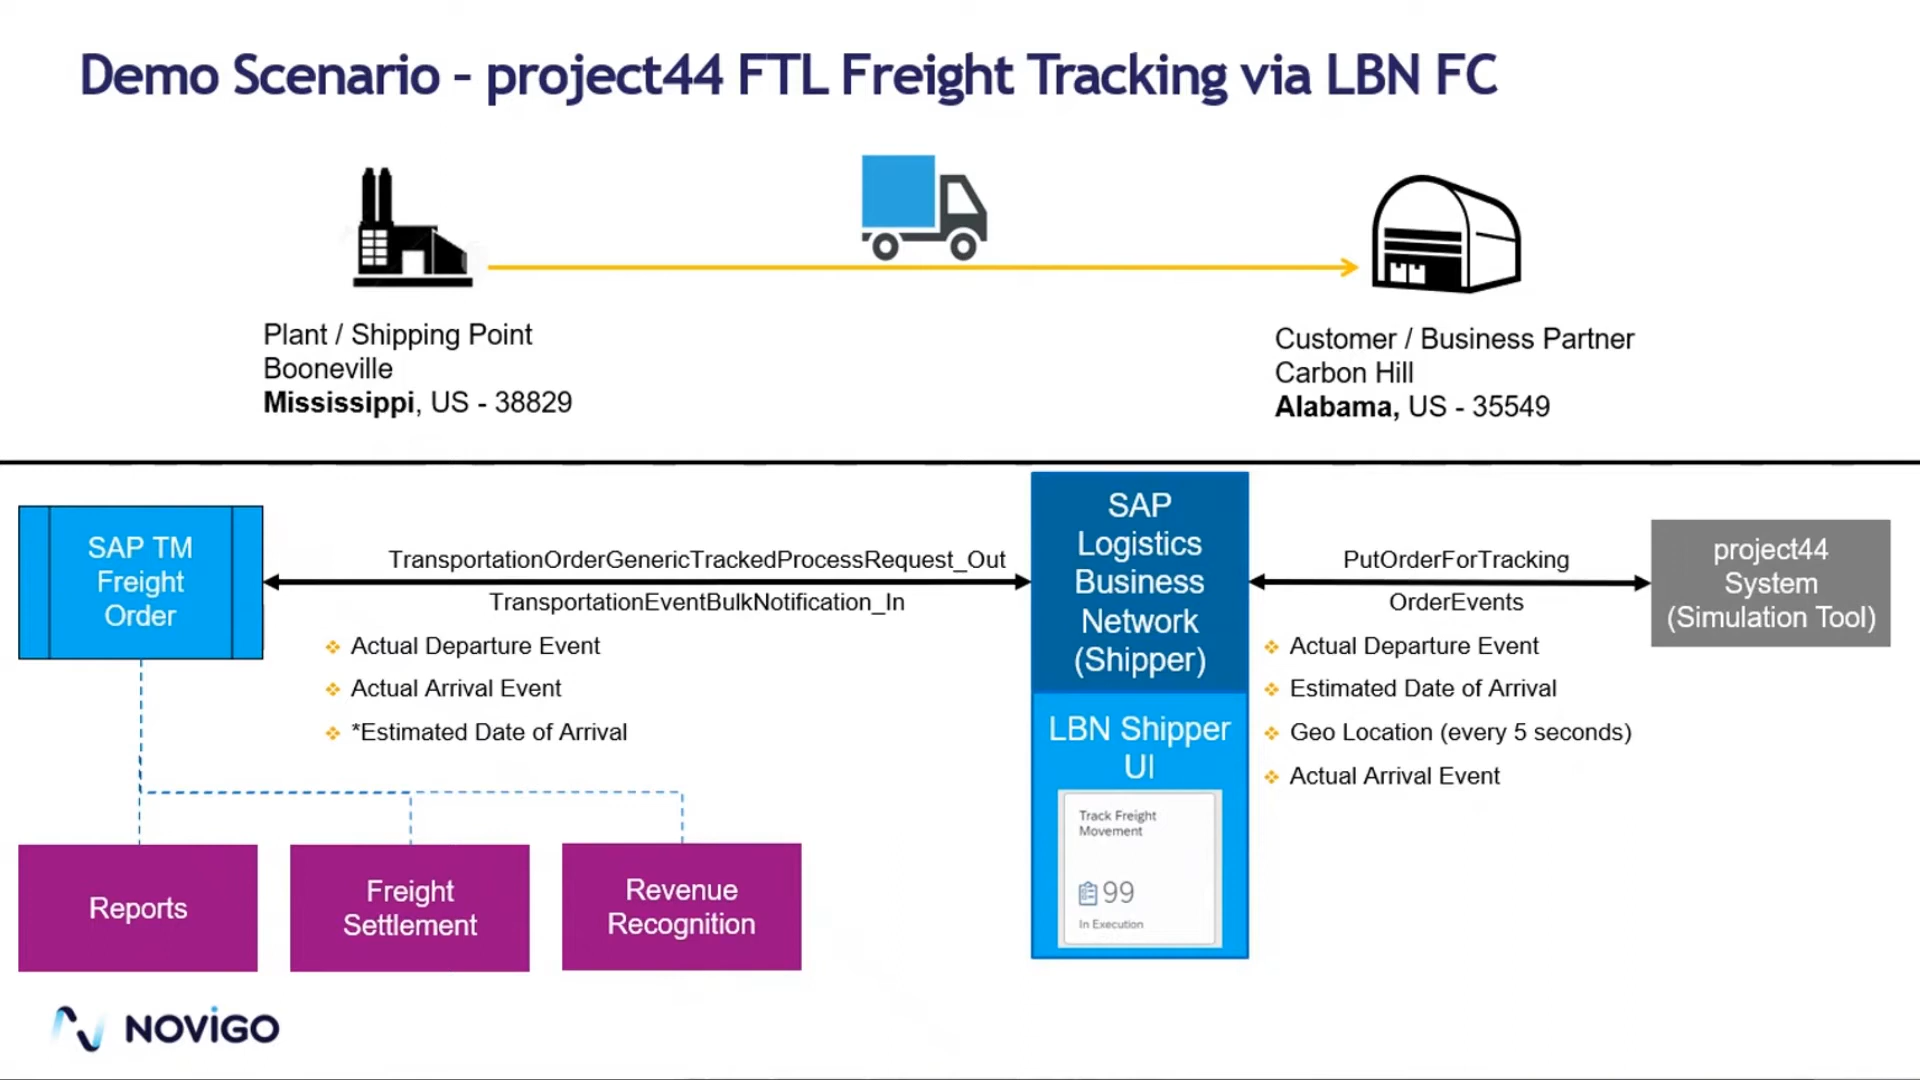 Demo Scenario - project44 FTL Freight Tracking via LBN FC
Plant / Shipping Point
Booneville
Mississippi, US - 38829
Customer / Business Partner
Carbon Hill
Alabama, US - 35549
SAP TM
Freight
Order
TransportationOrderGenericTrackedProcessRequest_Out
TransportationEventBulkNotification_In
Actual Departure Event
Actual Arrival Event
*Estimated Date of Arrival
SAP
Logistics
Business
Network
(Shipper)
LBN Shipper
UI
Track Freight
Movement
99
In Execution
PutOrderForTracking
OrderEvents
Actual Departure Event
Estimated Date of Arrival
Geo Location (every 5 seconds)
Actual Arrival Event
project44
System
(Simulation Tool)
Reports
Freight
Settlement
Revenue
Recognition
NOVIGO